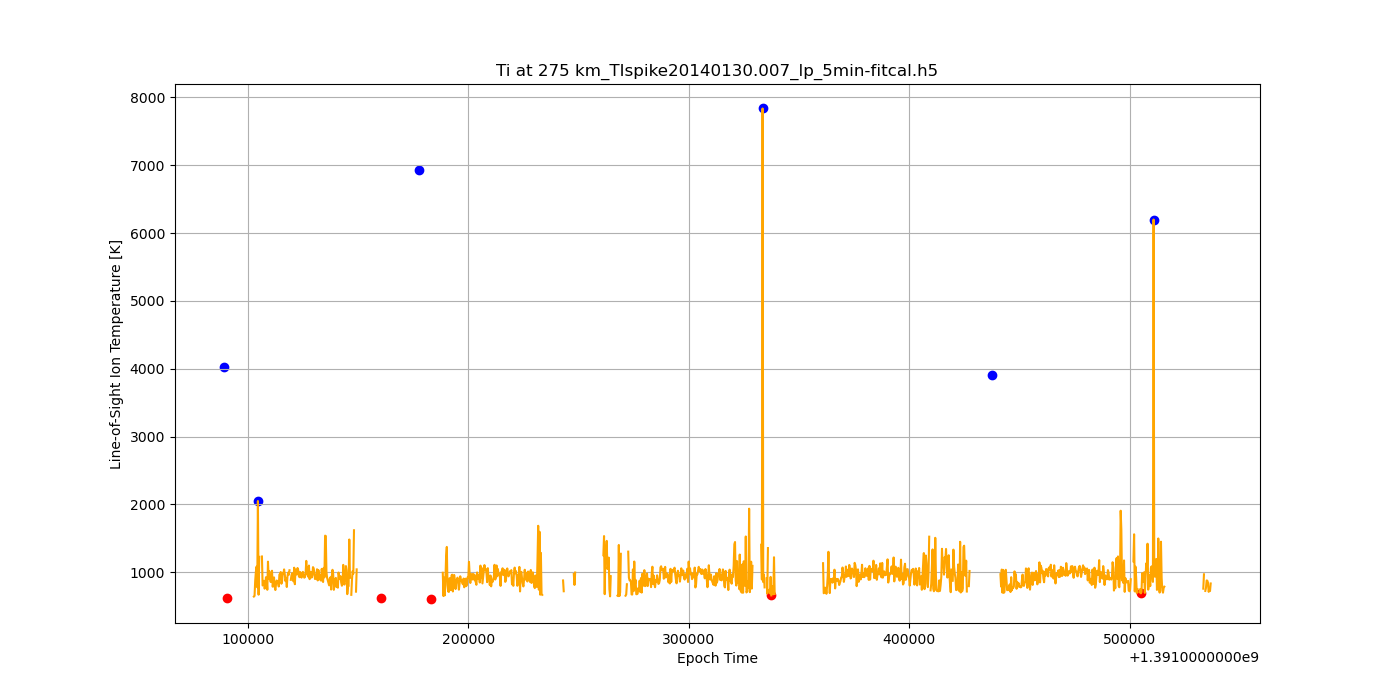 Ti at 275 km_TIspike20140130.007_lp_5min-fitcal.h5
8000
7000
6000
5000
4000
3000
2000
1000
Line-of-Sight Ion Temperature [K]
100000 200000 300000 400000 500000
Epoch Time
+1.3910000000e9